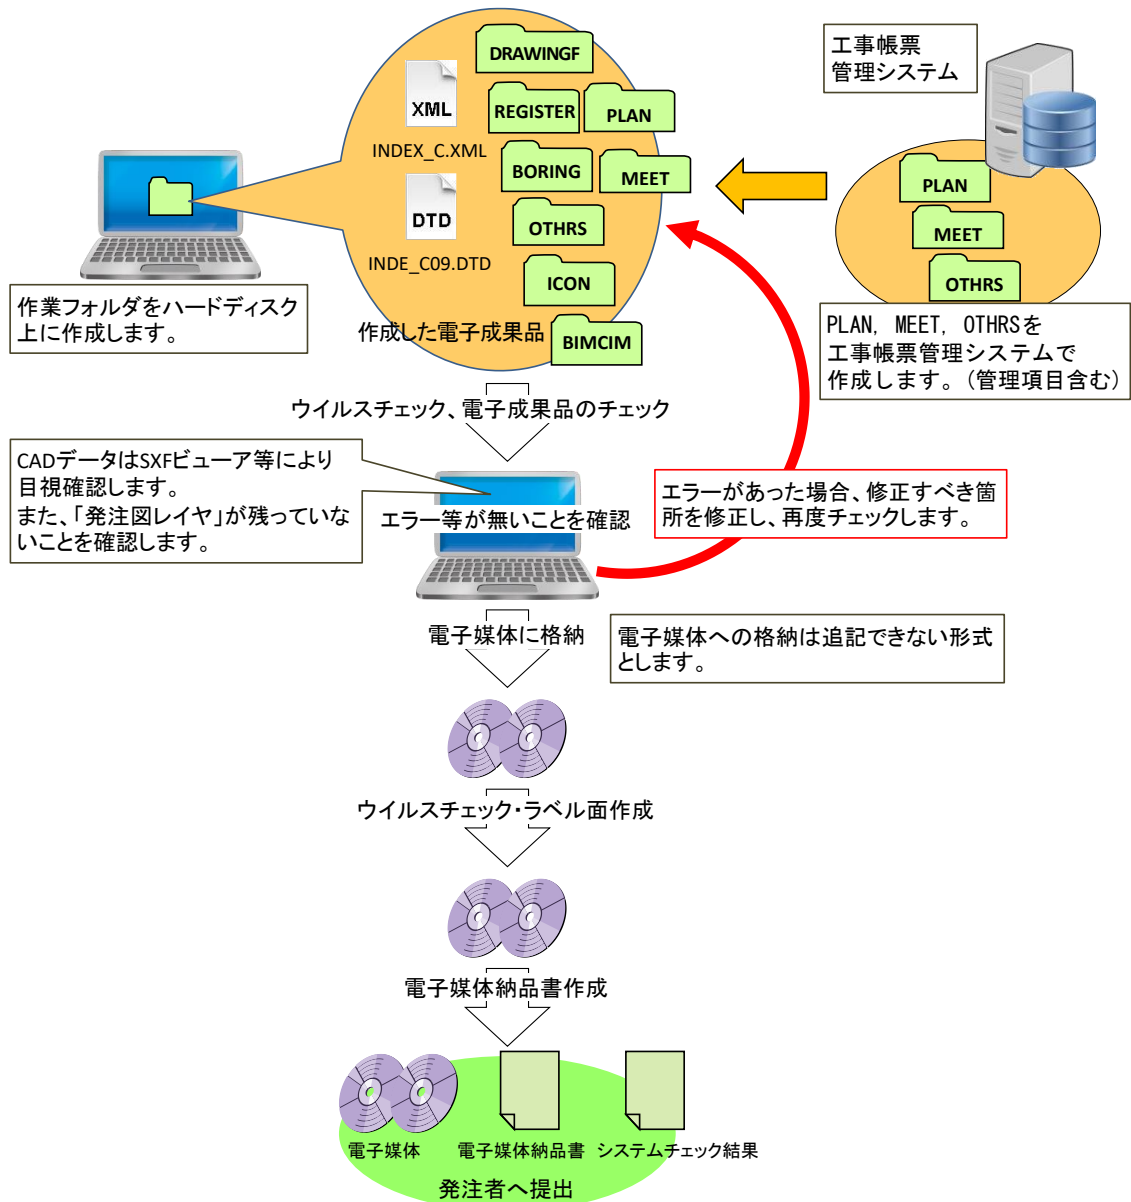 DRAWINGF
工事帳票
管理システム
XML
REGISTER
PLAN
INDEX_C.XML
BORING
MEET
PLAN
DTD
OTHRS
MEET
INDE_C09.DTD
ICON
OTHRS
作業フォルダをハードディスク
上に作成します。
作成した電子成果品
BIMCIM
PLAN, MEET, OTHRSを
工事帳票管理システムで
作成します。（管理項目含む）
ウイルスチェック、電子成果品のチェック
CADデータはSXFビューア等により
目視確認します。
また、「発注図レイヤ」が残っていな
いことを確認します。
エラー等が無いことを確認
エラーがあった場合、修正すべき箇
所を修正し、再度チェックします。
電子媒体に格納
電子媒体への格納は追記できない形式
とします。
ウイルスチェック・ラベル面作成
電子媒体納品書作成
電子媒体
電子媒体納品書
システムチェック結果
発注者へ提出